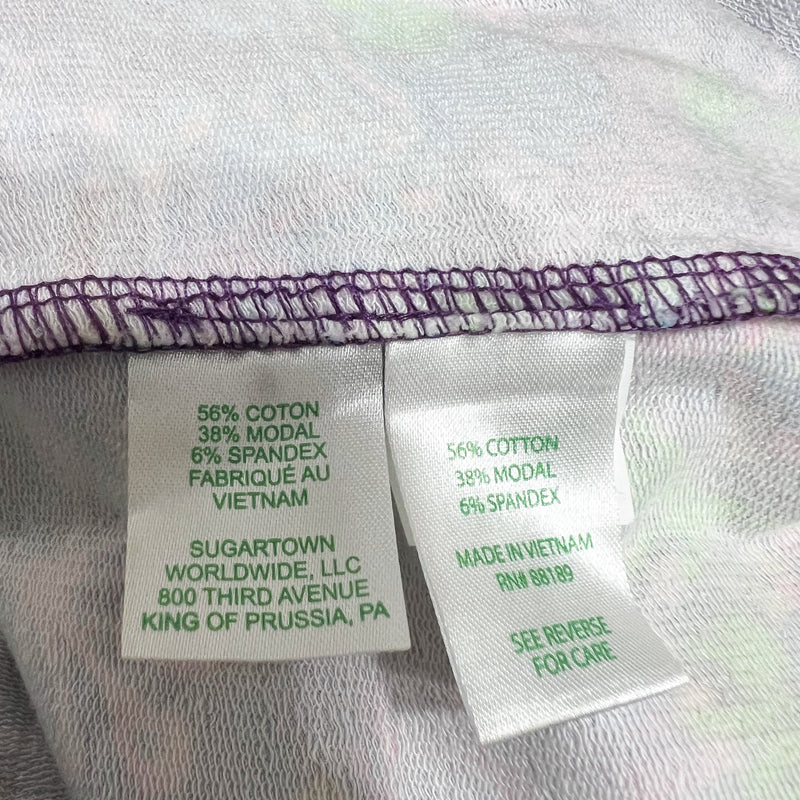 56% COTON
38% MODAL
6% SPANDEX
FABRIQUÉ AU
VIETNAM
SUGARTOWN
WORLDWIDE, LLC
800 THIRD AVENUE
KING OF PRUSSIA, PA
56% COTTON
38% MODAL
6% SPANDEX
MADE IN VIETNAM
RN# 88189
SEE REVERSE
FOR CARE